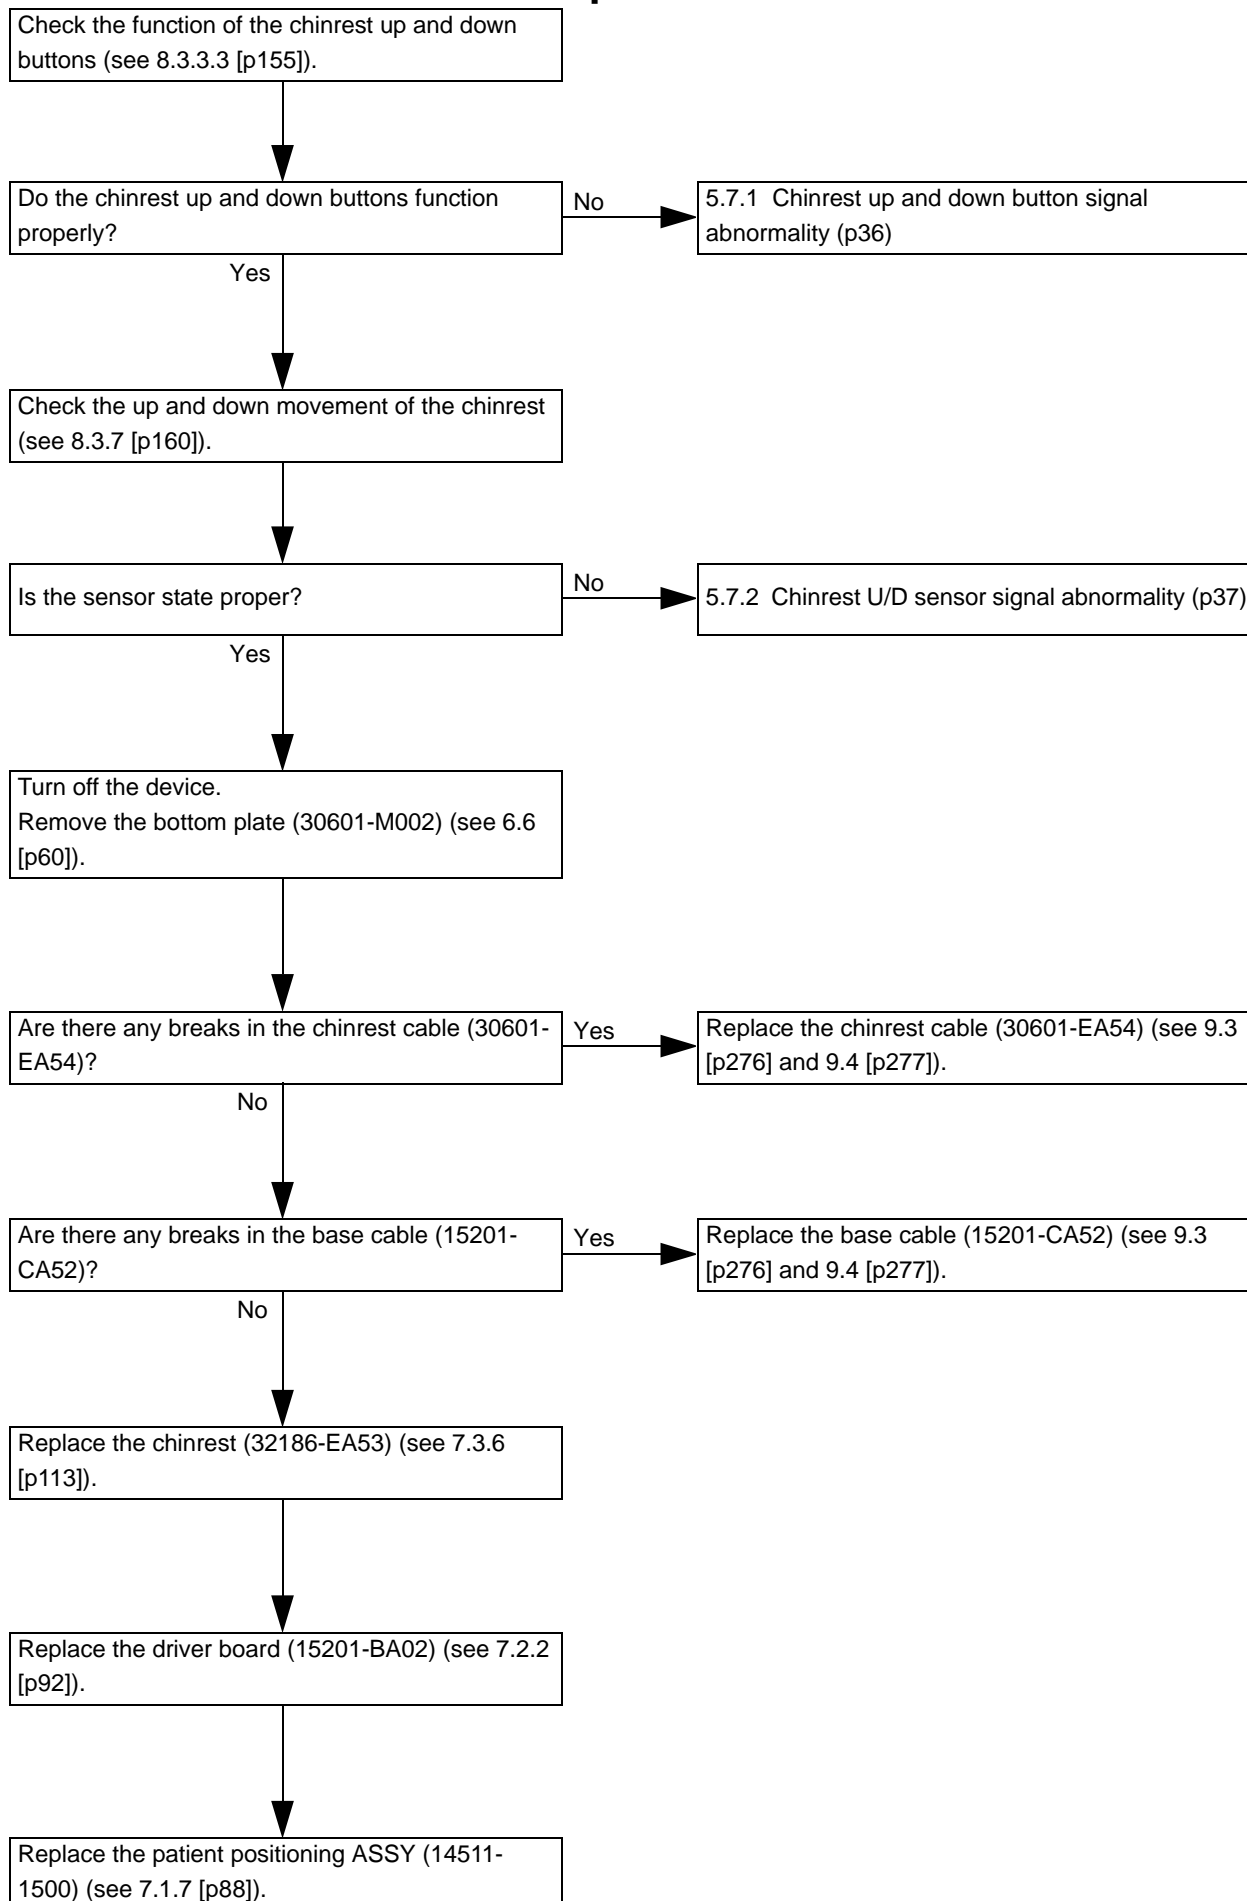 Check the function of the chinrest up and down
buttons (see 8.3.3.3 [p155]).
Do the chinrest up and down buttons function
properly?
No
5.7.1 Chinrest up and down button signal
abnormality (p36)
Yes
Check the up and down movement of the chinrest
(see 8.3.7 [p160]).
Is the sensor state proper?
No
5.7.2 Chinrest U/D sensor signal abnormality (p37)
Yes
Turn off the device.
Remove the bottom plate (30601-M002) (see 6.6
[p60]).
Are there any breaks in the chinrest cable (30601-
EA54)?
Yes
Replace the chinrest cable (30601-EA54) (see 9.3
[p276] and 9.4 [p277]).
No
Are there any breaks in the base cable (15201-
CA52)?
Yes
Replace the base cable (15201-CA52) (see 9.3
[p276] and 9.4 [p277]).
No
Replace the chinrest (32186-EA53) (see 7.3.6
[p113]).
Replace the driver board (15201-BA02) (see 7.2.2
[p92]).
Replace the patient positioning ASSY (14511-
1500) (see 7.1.7 [p88]).